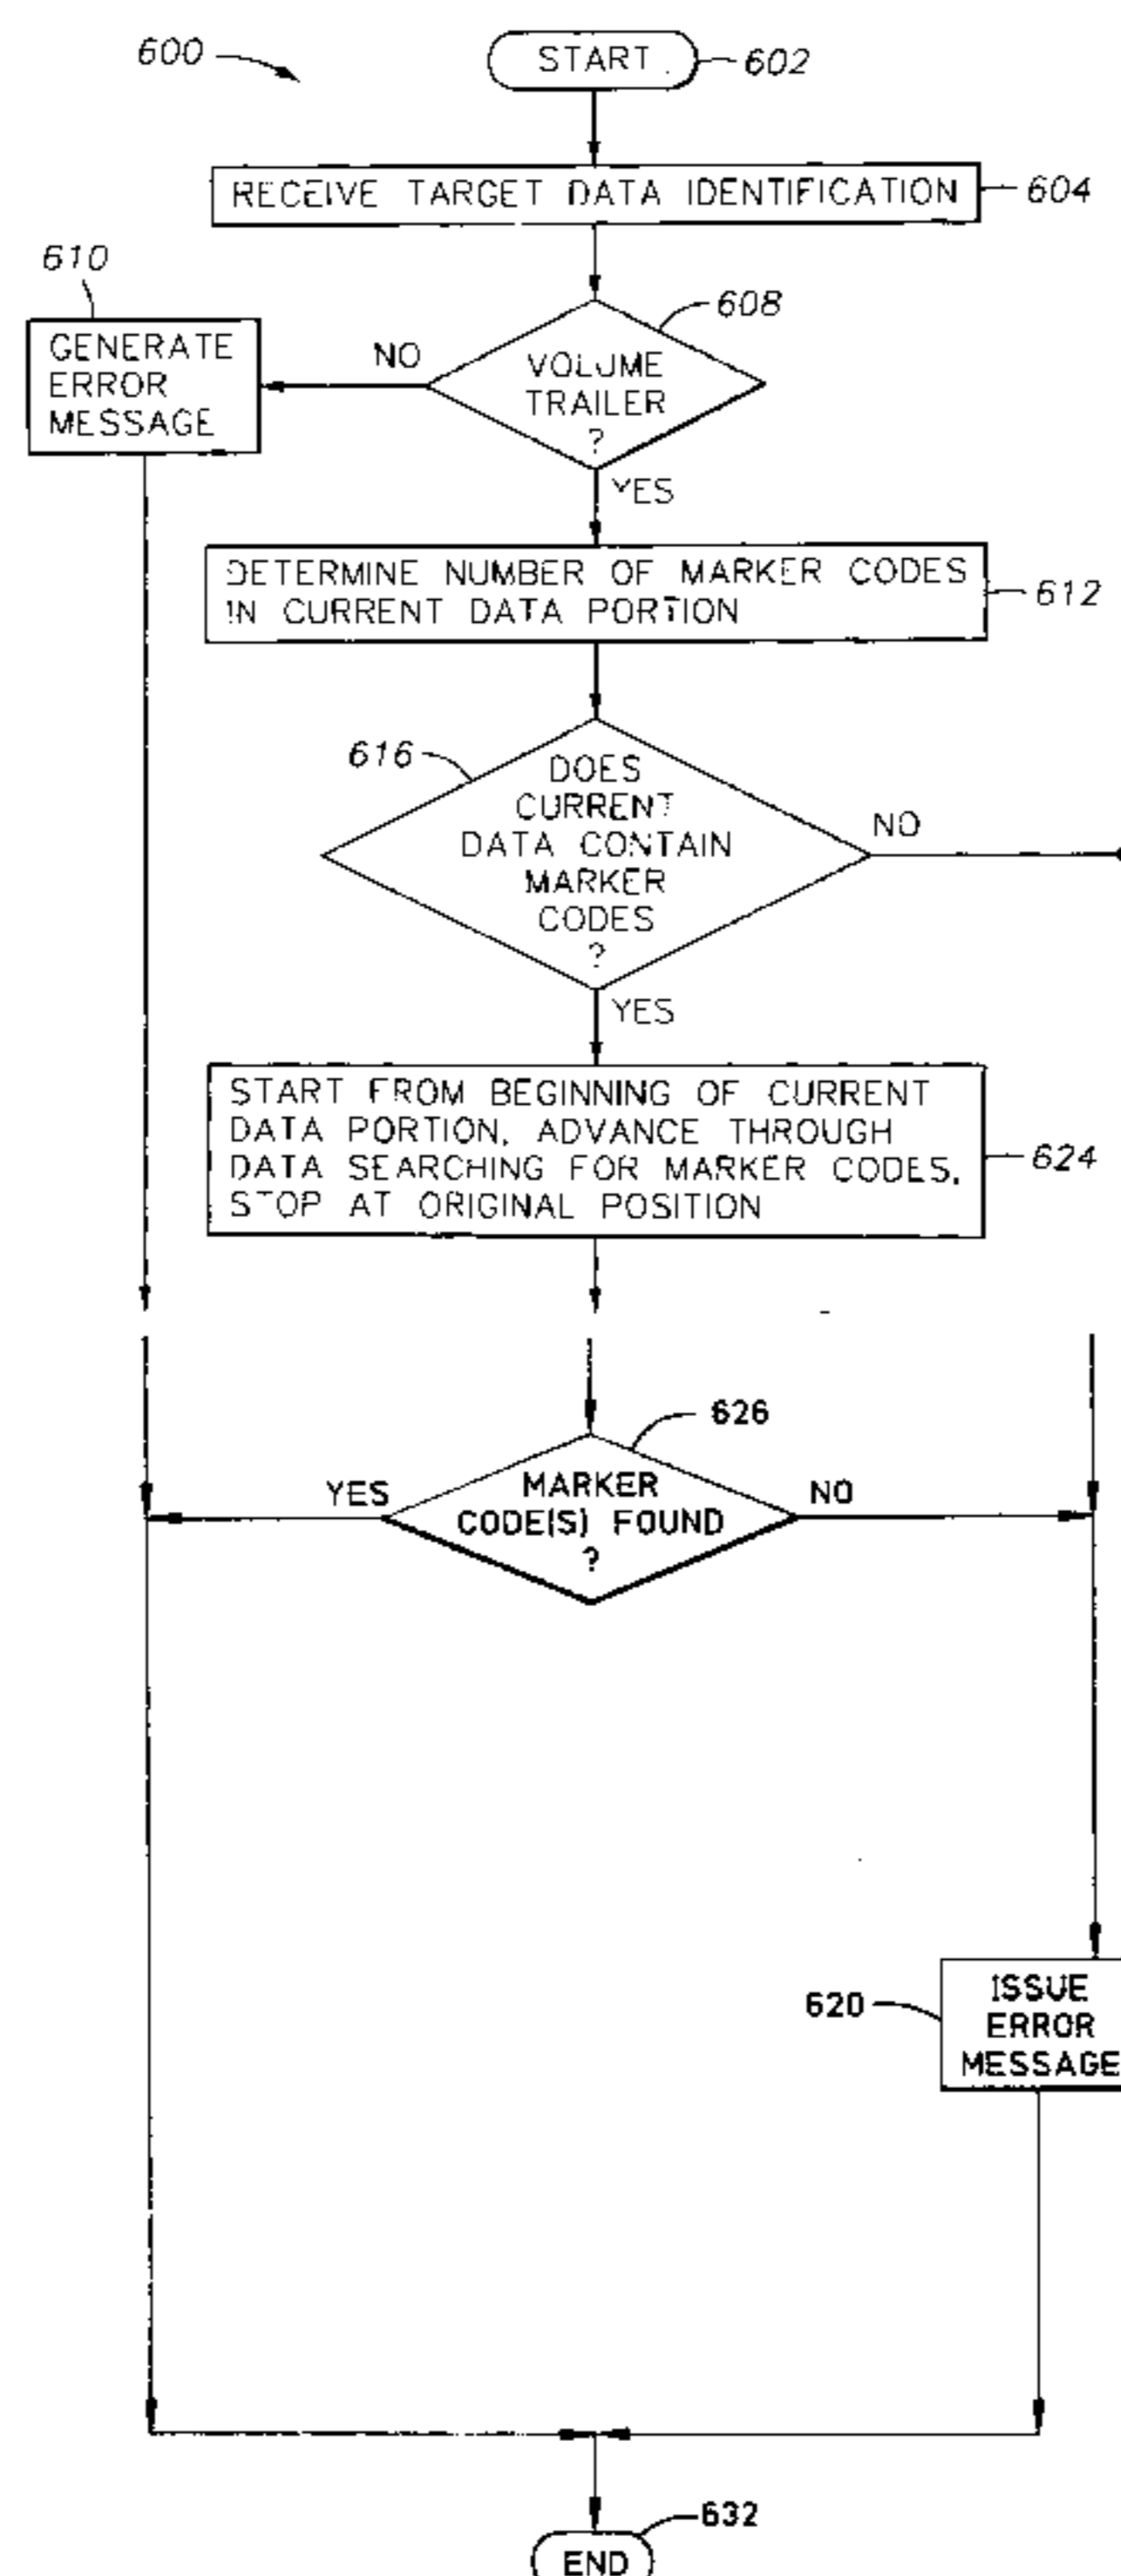 600
START
602
RECEIVE TARGET DATA IDENTIFICATION
604
610
GENERATE
ERROR
MESSAGE
NO
608
VOLUME
TRAILER
?
YES
DETERMINE NUMBER OF MARKER CODES
IN CURRENT DATA PORTION
612
616
DOES
CURRENT
DATA CONTAIN
MARKER
CODES
?
NO
YES
START FROM BEGINNING OF CURRENT
DATA PORTION, ADVANCE THROUGH
DATA SEARCHING FOR MARKER CODES,
STOP AT ORIGINAL POSITION
624
626
YES
MARKER
CODE(S) FOUND
?
NO
620
ISSUE
ERROR
MESSAGE
632
END